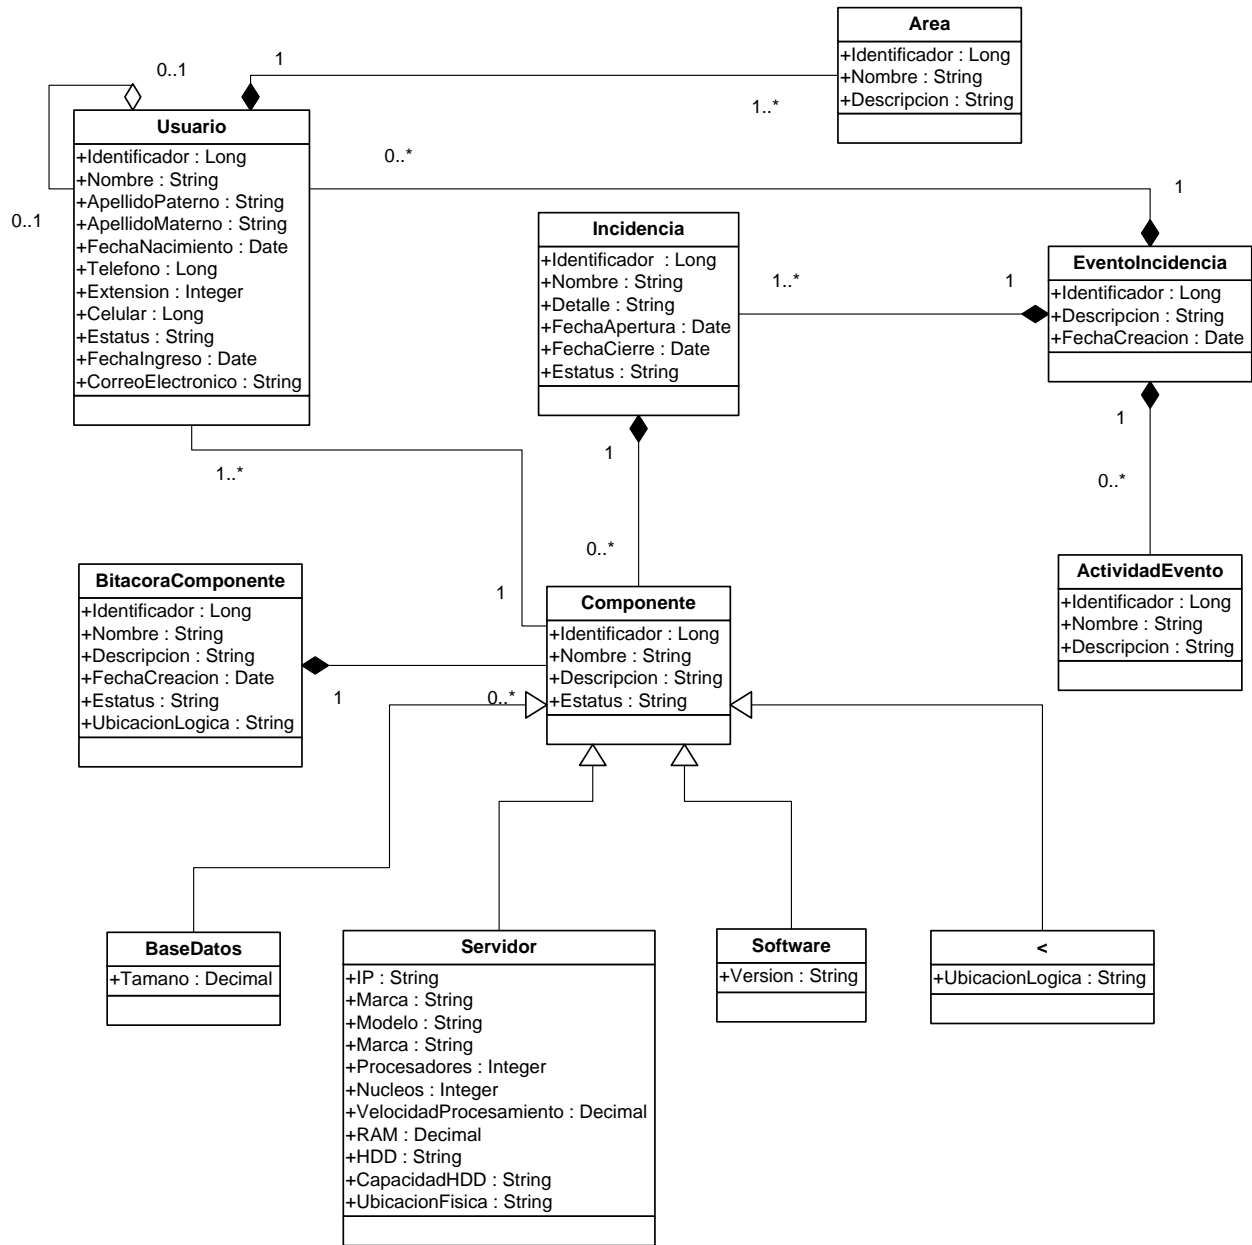 Area
+Identificador : Long
+Nombre : String
+Descripcion : String
0..1
1
1..*
Usuario
+Identificador : Long
+Nombre : String
+ApellidoPaterno : String
+ApellidoMaterno : String
+FechaNacimiento : Date
+Telefono : Long
+Extension : Integer
+Celular : Long
+Estatus : String
+FechaIngreso : Date
+CorreoElectronico : String
0..1
0..*
1
Incidencia
+Identificador : Long
+Nombre : String
+Detalle : String
+FechaApertura : Date
+FechaCierre : Date
+Estatus : String
1..*
1
EventoIncidencia
+Identificador : Long
+Descripcion : String
+FechaCreacion : Date
1..*
1
1
0..*
0..*
1
BitacoraComponente
+Identificador : Long
+Nombre : String
+Descripcion : String
+FechaCreacion : Date
+Estatus : String
+UbicacionLogica : String
1
0..*
Componente
+Identificador : Long
+Nombre : String
+Descripcion : String
+Estatus : String
ActividadEvento
+Identificador : Long
+Nombre : String
+Descripcion : String
BaseDatos
+Tamano : Decimal
Servidor
+IP : String
+Marca : String
+Modelo : String
+Marca : String
+Procesadores : Integer
+Nucleos : Integer
+VelocidadProcesamiento : Decimal
+RAM : Decimal
+HDD : String
+CapacidadHDD : String
+UbicacionFisica : String
Software
+Version : String
<
+UbicacionLogica : String